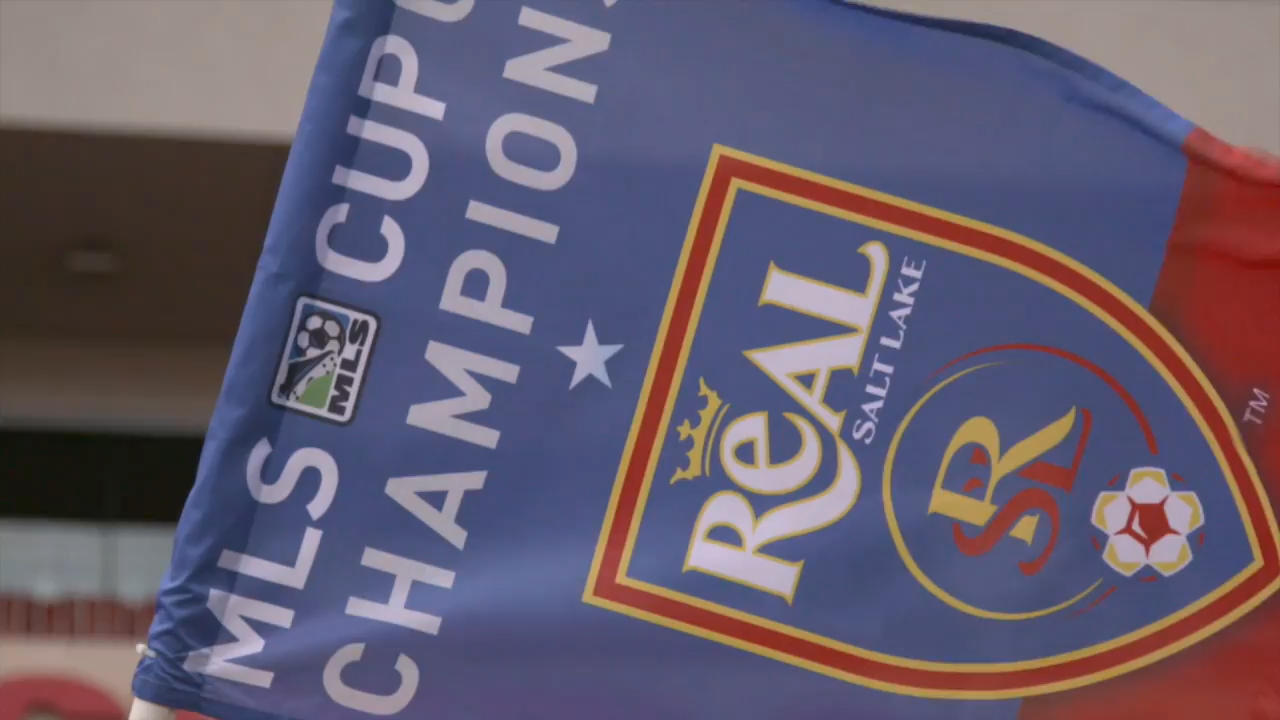 MLS MLS CUP
CHAMPIONS
REAL
SALT LAKE
RSL
TM